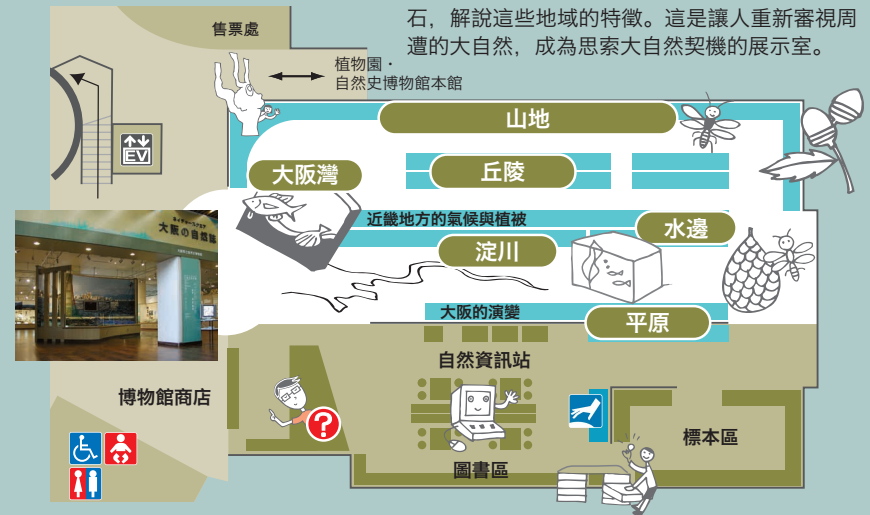 石，解說這些地域的特徵。這是讓人重新審視周
遭的大自然，成為思索大自然契機的展示室。
售票處
植物園·
自然史博物館本館
山地
EV
大阪灣
丘陵
近畿地方的氣候與植被
水邊
淀川
大阪の自然誌
大阪的演變
平原
自然資訊站
博物館商店
?
標本區
圖書區